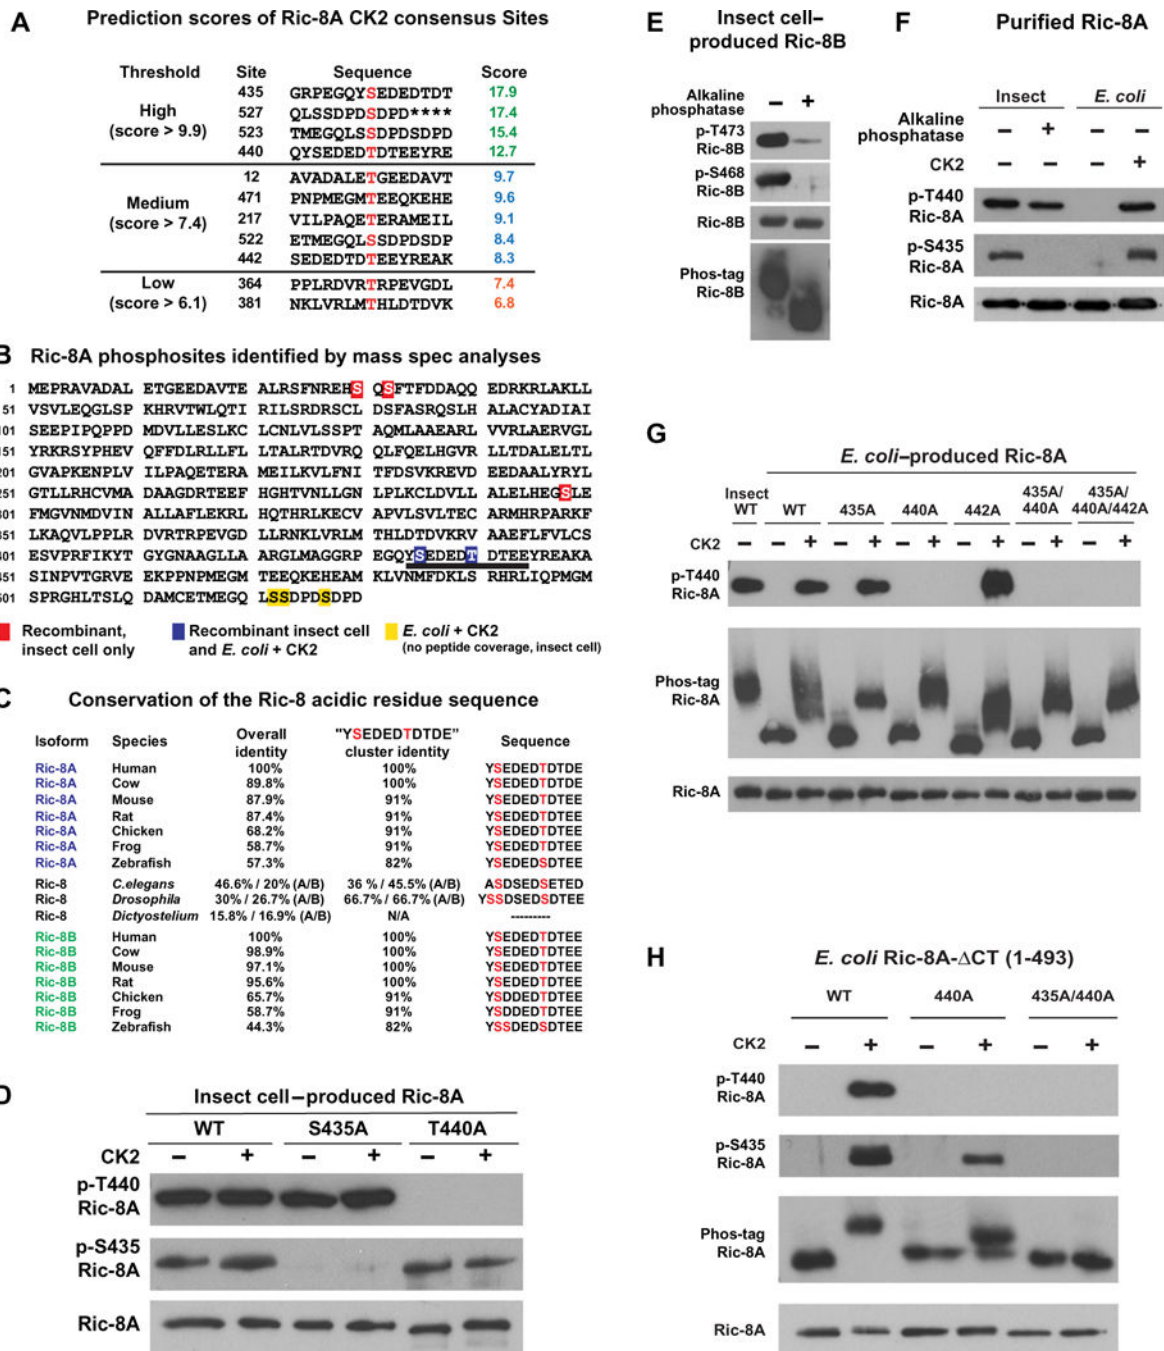 A
Prediction scores of Ric-8A CK2 consensus Sites
Threshold Site Sequence Score
High (score > 9.9)
435 GRPEGQYSEDEDTDT 17.9
527 QLSSDPDSDPD**** 17.4
523 TMEGQLSSDPDSDPD 15.4
440 QYSEDEDTDTEEYRE 12.7
Medium (score > 7.4)
12 AVADALETGEEDAVT 9.7
471 PNPMEGMTEEQKEHE 9.6
217 VILPAQETERAMEIL 9.1
522 ETMEGQLSSDPDSDP 8.4
442 SEDEDTDTEEYREAK 8.3
Low (score > 6.1)
364 PPLRDVRTRPEVGDL 7.4
381 NKLVRLMTHLDTDVK 6.8
B
Ric-8A phosphosites identified by mass spec analyses
1 MEPRAVADAL ETGEEDAVTE ALRSFNREHS QSFTFDDAQQ EDRKRLAKLL
51 VSVLEQGLSP KHRVTWLQTI RILSRDRSCL DSFASRQSLH ALACYADIAI
101 SEEPIPQPPD MDVLLESLKC LCNLVLSSPT AQMLAAEARL VVRLAERVGL
151 YRKRSYPHEV QFFDLRLLFL LTALRTDVRQ QLFQELHGVR LLTDALELTL
201 GVAPKENPLV ILPAQETERA MEILKVLFNI TFDSVKREVD EEDAALYRYL
251 GTLLRHCVMA DAAGDRTEEF HGHTVNLLGN LPLKCLDVLL ALELHEGSLE
301 FMGVNMDVIN ALLAFLEKRL HQTHRLKECV APVLSVLTEC ARMHRPARKF
351 LKAQVLPPLR DTRTRPEVGD LLRNKLVRLM THLDTDVKRV AAEFLFVLCS
401 ESVPRFIKYT GYGNAAGLLA ARGLMAGGRP EGQYSEDEDT DTEEYREAKA
451 SINPVTGRVE EKPPNPMEGM TEEQKEHEAM KLVNMFDKLS RHRLIQPMGM
501 SPRGHLTSLQ DAMCETMEGQ LSSDPDSDPD
Recombinant, insect cell only
Recombinant insect cell and E. coli + CK2
E. coli + CK2 (no peptide coverage, insect cell)
C
Conservation of the Ric-8 acidic residue sequence
Isoform Species Overall identity "YSEDEDTDTDE" cluster identity Sequence
Ric-8A Human 100% 100% YSEDEDTDTDE
Ric-8A Cow 89.8% 100% YSEDEDTDTDE
Ric-8A Mouse 87.9% 91% YSEDEDTDTEE
Ric-8A Rat 87.4% 91% YSEDEDTDTEE
Ric-8A Chicken 68.2% 91% YSEDEDTDTEE
Ric-8A Frog 58.7% 91% YSEDEDTDTEE
Ric-8A Zebrafish 57.3% 82% YSEDEDSDTEE
Ric-8 C.elegans 46.6% / 20% (A/B) 36 % / 45.5% (A/B) ASDSEDSETED
Ric-8 Drosophila 30% / 26.7% (A/B) 66.7% / 66.7% (A/B) YSSDSEDSDTEE
Ric-8 Dictyostelium 15.8% / 16.9% (A/B) N/A ---------
Ric-8B Human 100% 100% YSEDEDTDTEE
Ric-8B Cow 98.9% 100% YSEDEDTDTEE
Ric-8B Mouse 97.1% 100% YSEDEDTDTEE
Ric-8B Rat 95.6% 100% YSEDEDTDTEE
Ric-8B Chicken 65.7% 91% YSDDEDTDTEE
Ric-8B Frog 58.7% 91% YSDDEDTDTEE
Ric-8B Zebrafish 44.3% 82% YSSDEDSDTEE
D
Insect cell–produced Ric-8A
WT S435A T440A
CK2 – + – + – +
p-T440 Ric-8A
p-S435 Ric-8A
Ric-8A
E
Insect cell–
produced Ric-8B
Alkaline phosphatase – +
p-T473 Ric-8B
p-S468 Ric-8B
Ric-8B
Phos-tag Ric-8B
F
Purified Ric-8A
Insect E. coli
Alkaline phosphatase – + – –
CK2 – – – +
p-T440 Ric-8A
p-S435 Ric-8A
Ric-8A
G
E. coli–produced Ric-8A
Insect WT WT 435A 440A 442A 435A/440A 435A/440A/442A
CK2 – – + – + – + – + – + – +
p-T440 Ric-8A
Phos-tag Ric-8A
Ric-8A
H
E. coli Ric-8A-ΔCT (1-493)
WT 440A 435A/440A
CK2 – + – + – +
p-T440 Ric-8A
p-S435 Ric-8A
Phos-tag Ric-8A
Ric-8A